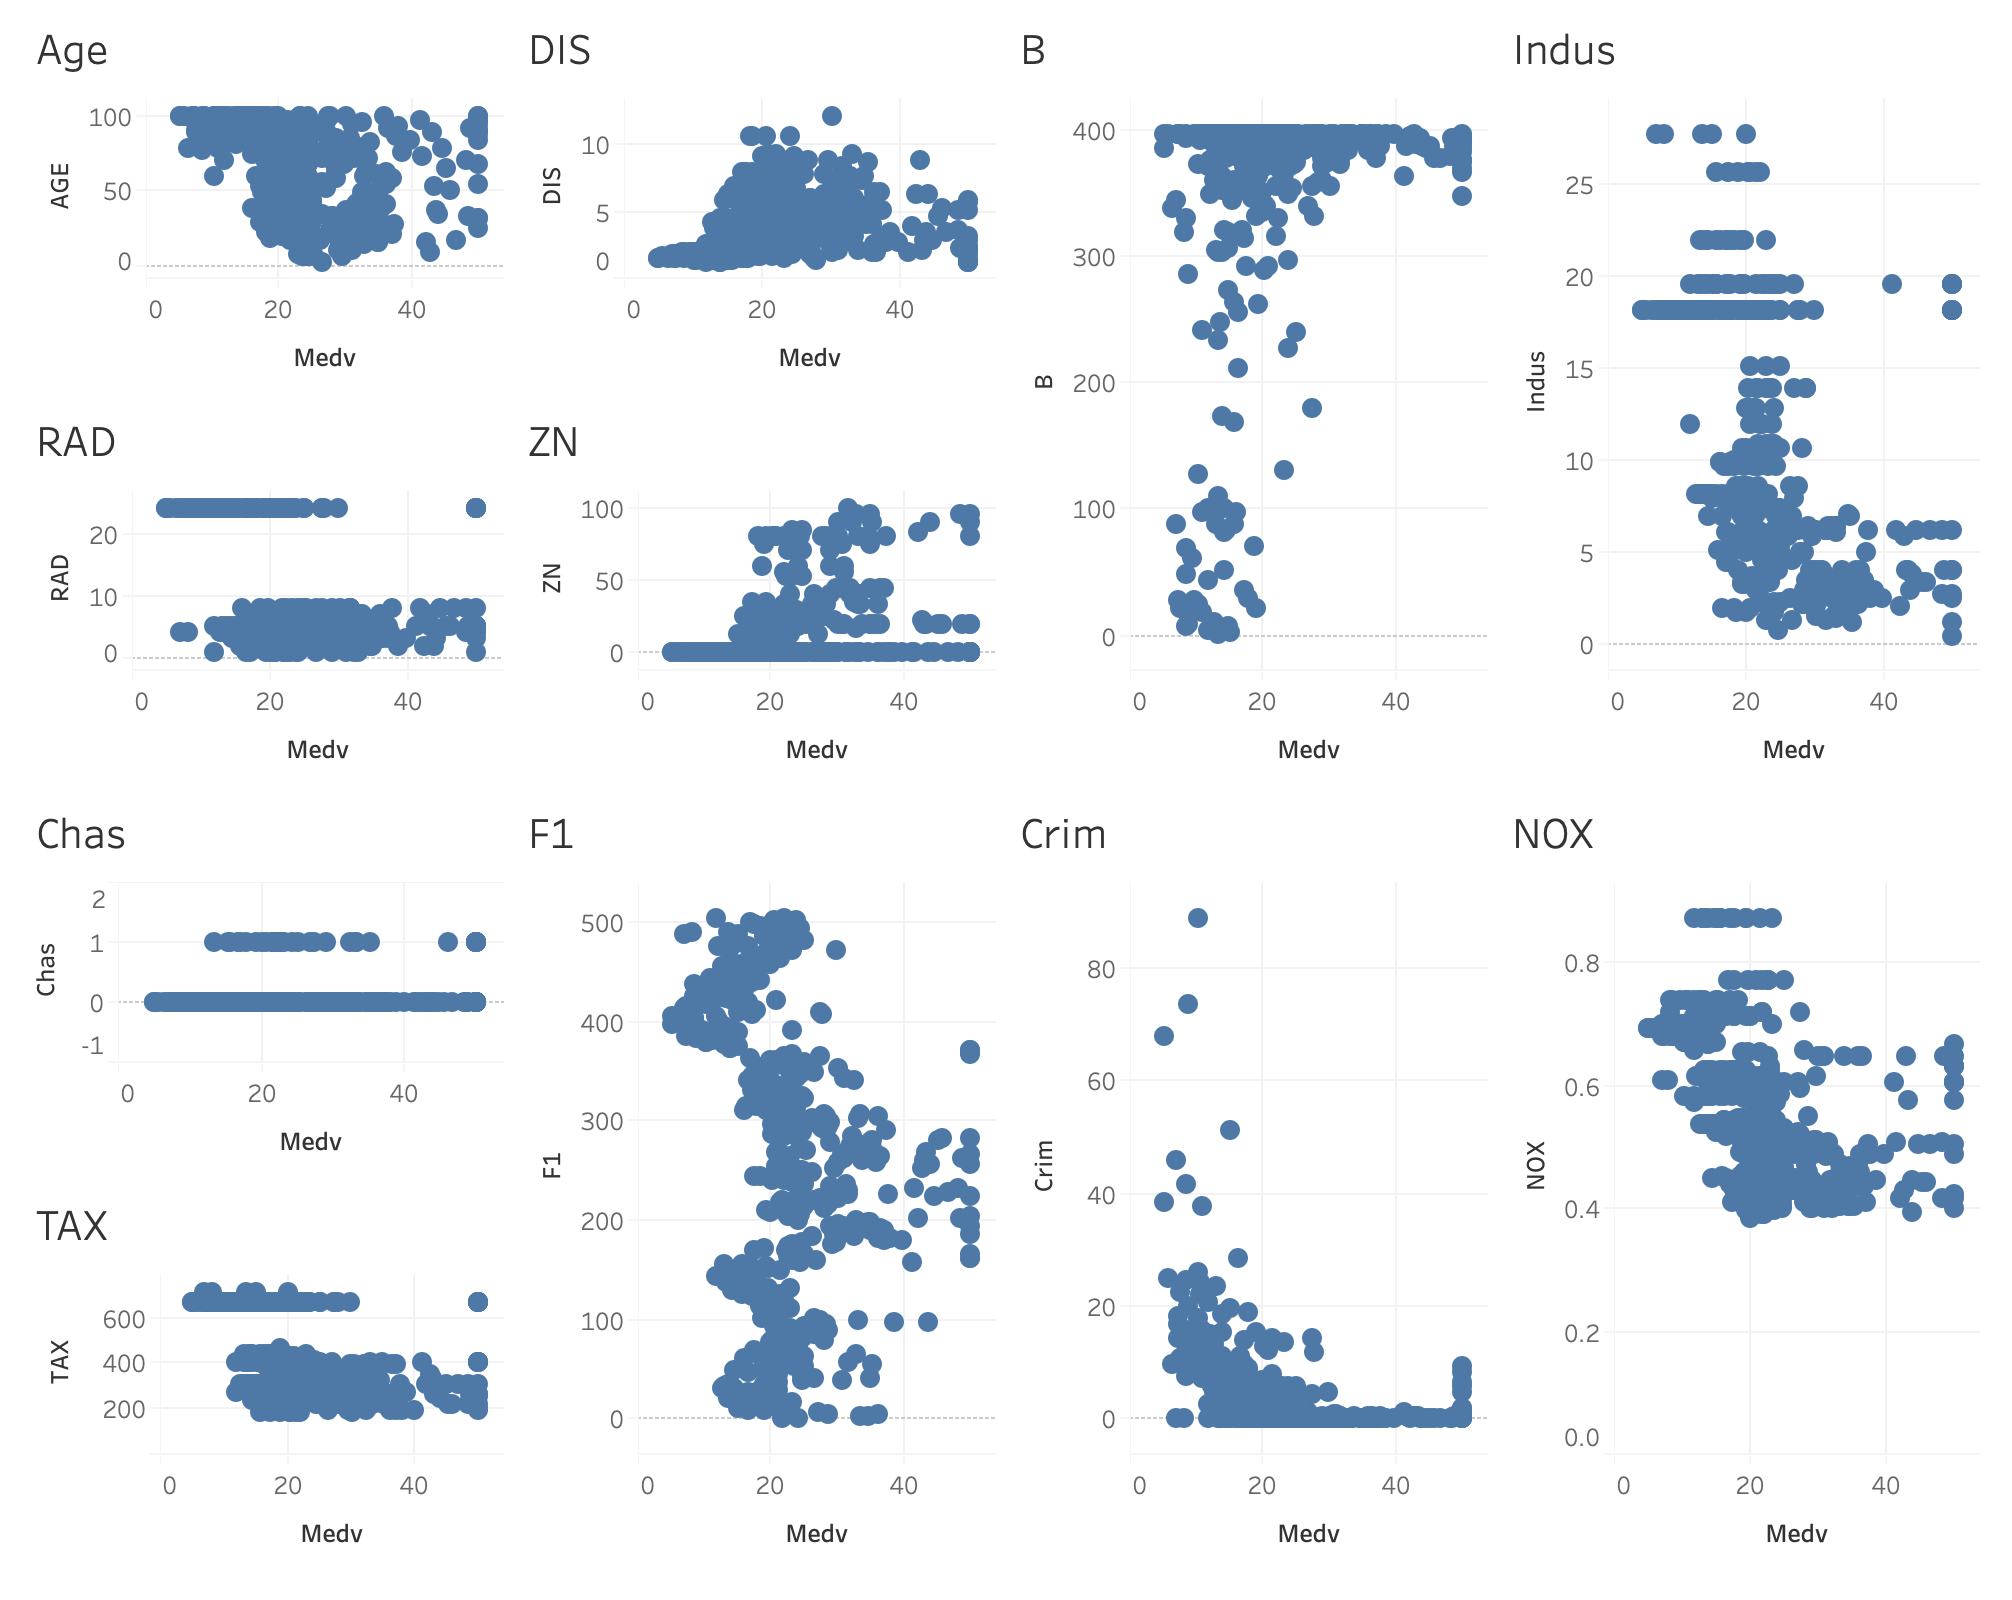 Age
DIS
B
Indus
100
50
0
AGE
0
20
40
Medv
10
5
0
DIS
0
20
40
Medv
400
300
200
100
0
B
0
20
40
Medv
25
20
15
10
5
0
Indus
0
20
40
Medv
RAD
ZN
20
10
0
RAD
0
20
40
Medv
100
50
0
ZN
0
20
40
Medv
Chas
F1
Crim
NOX
2
1
0
-1
Chas
0
20
40
Medv
500
400
300
200
100
0
F1
0
20
40
Medv
80
60
40
20
0
Crim
0
20
40
Medv
0.8
0.6
0.4
0.2
0.0
NOX
0
20
40
Medv
TAX
600
400
200
TAX
0
20
40
Medv